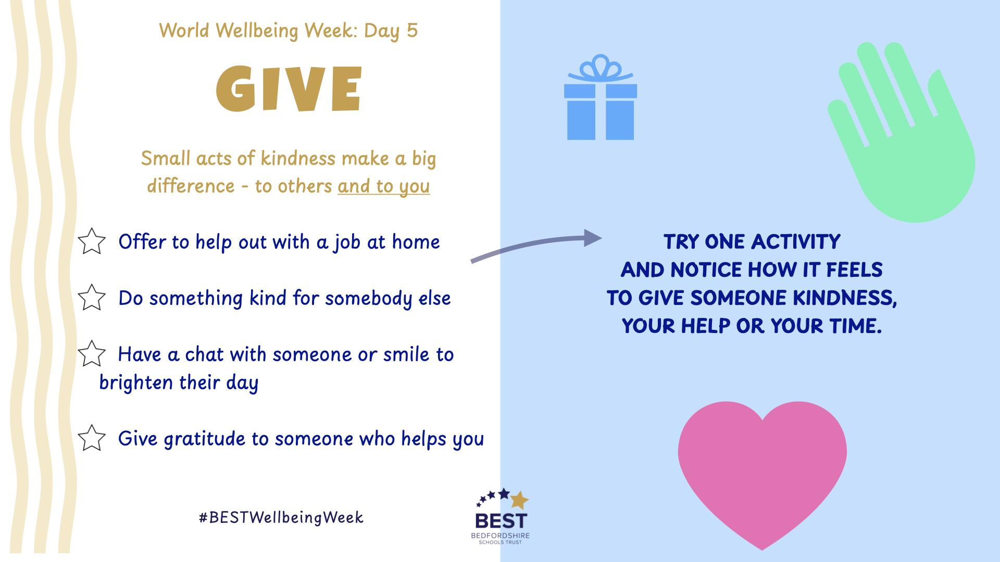 World Wellbeing Week: Day 5
GIVE
Small acts of kindness make a big
difference - to others and to you
Offer to help out with a job at home
Do something kind for somebody else
Have a chat with someone or smile to
brighten their day
Give gratitude to someone who helps you
#BESTWellbeingWeek
TRY ONE ACTIVITY
AND NOTICE HOW IT FEELS
TO GIVE SOMEONE KINDNESS,
YOUR HELP OR YOUR TIME.
BEST
BEDFORDSHIRE
SCHOOLS TRUST